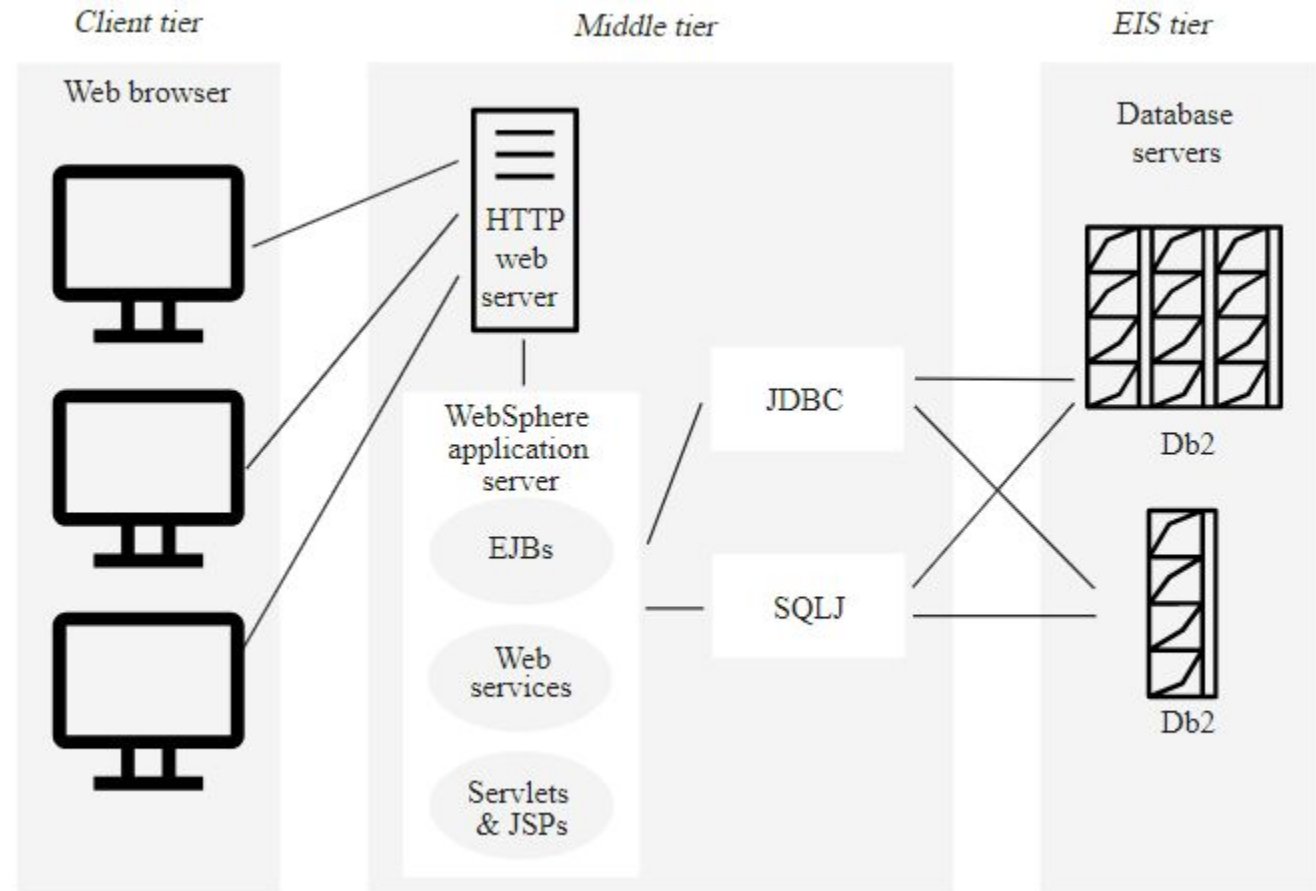 Client tier
Middle tier
EIS tier
Web browser
HTTP
web
server
WebSphere
application
server
EJBs
Web
services
Servlets
& JSPs
JDBC
SQLJ
Database
servers
Db2
Db2